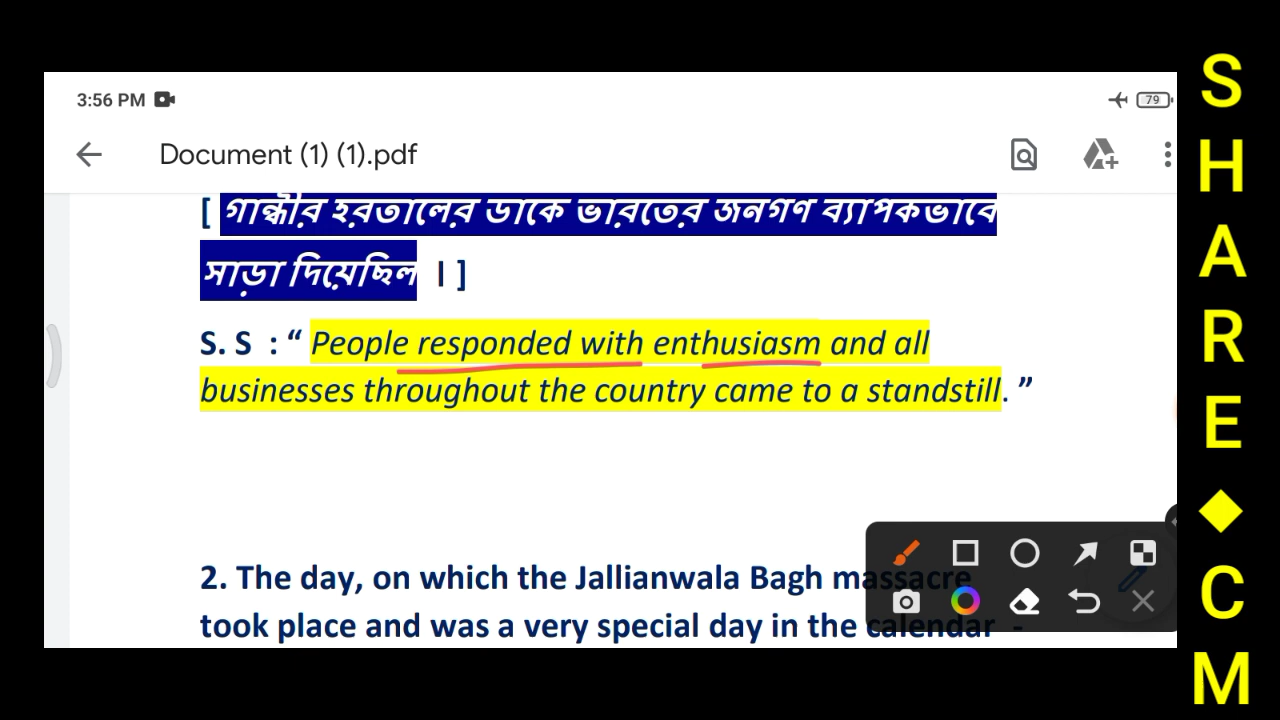 3:56 PM
79
Document (1) (1).pdf
[ গান্ধীর হরতালের ডাকে ভারতের জনগণ ব্যাপকভাবে
সাড়া দিয়েছিল । ]
S. S : “ People responded with enthusiasm and all
businesses throughout the country came to a standstill. ”
2. The day, on which the Jallianwala Bagh massacre
took place and was a very special day in the calendar -
SHARE◆CM